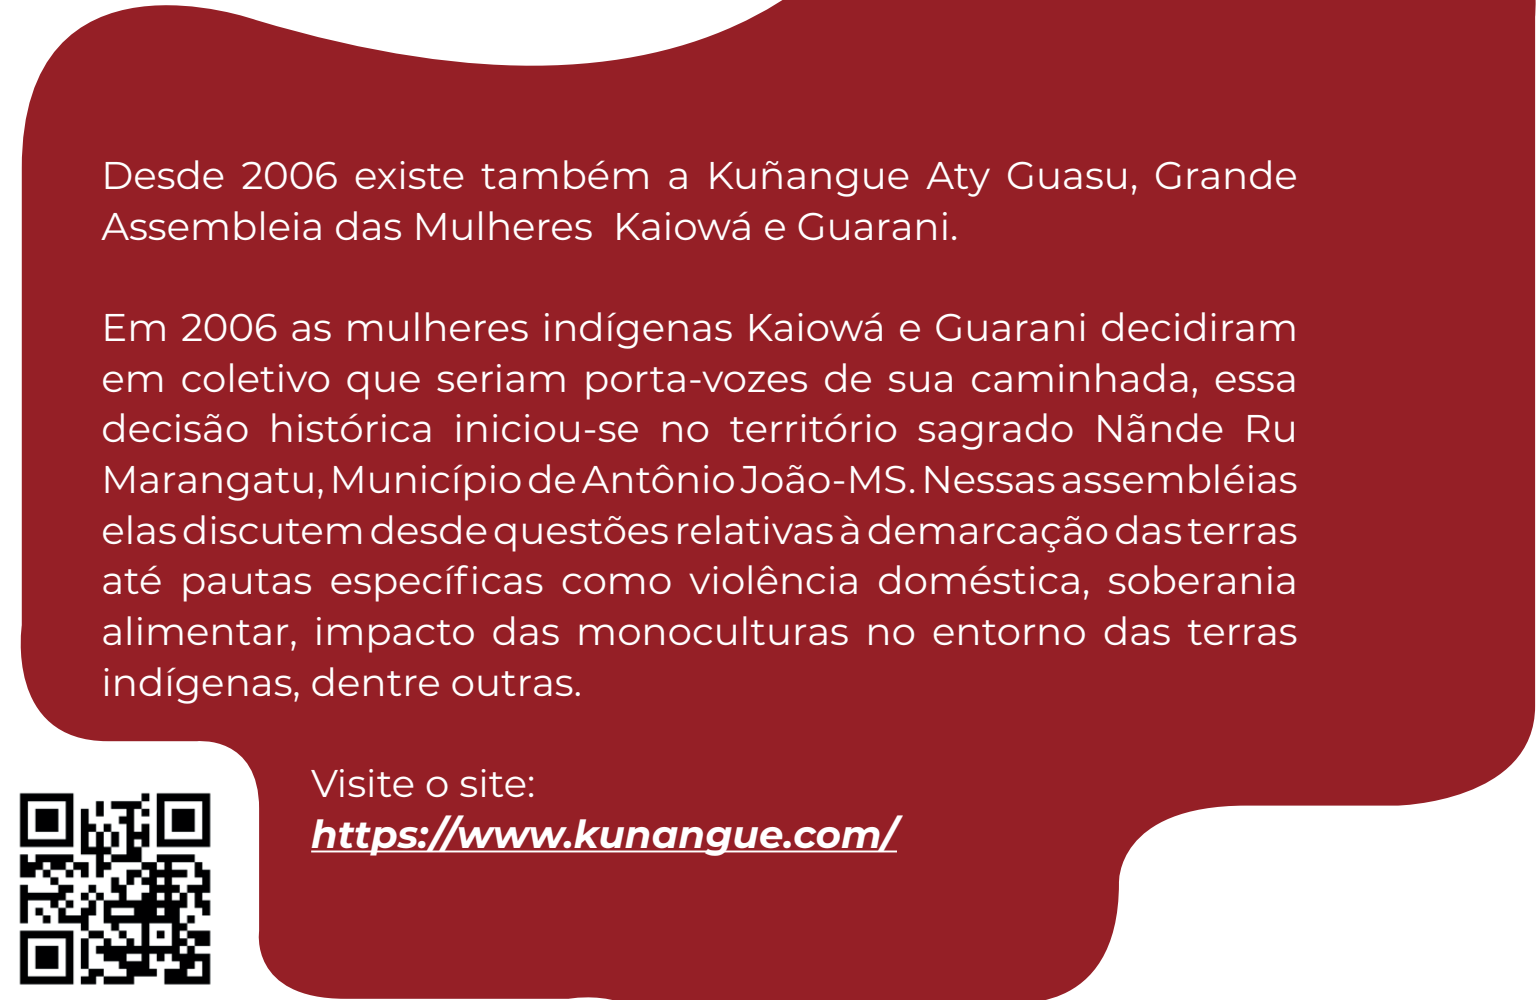 Desde 2006 existe também a Kuñangue Aty Guasu, Grande
Assembleia das Mulheres  Kaiowá e Guarani.
Em 2006 as mulheres indígenas Kaiowá e Guarani decidiram
em coletivo que seriam porta-vozes de sua caminhada, essa
decisão histórica iniciou-se no território sagrado Nãnde Ru
Marangatu, Município de Antônio João-MS. Nessas assembléias
elas discutem desde questões relativas à demarcação das terras
até pautas específicas como violência doméstica, soberania
alimentar, impacto das monoculturas no entorno das terras
indígenas, dentre outras.
Visite o site:
https://www.kunangue.com/